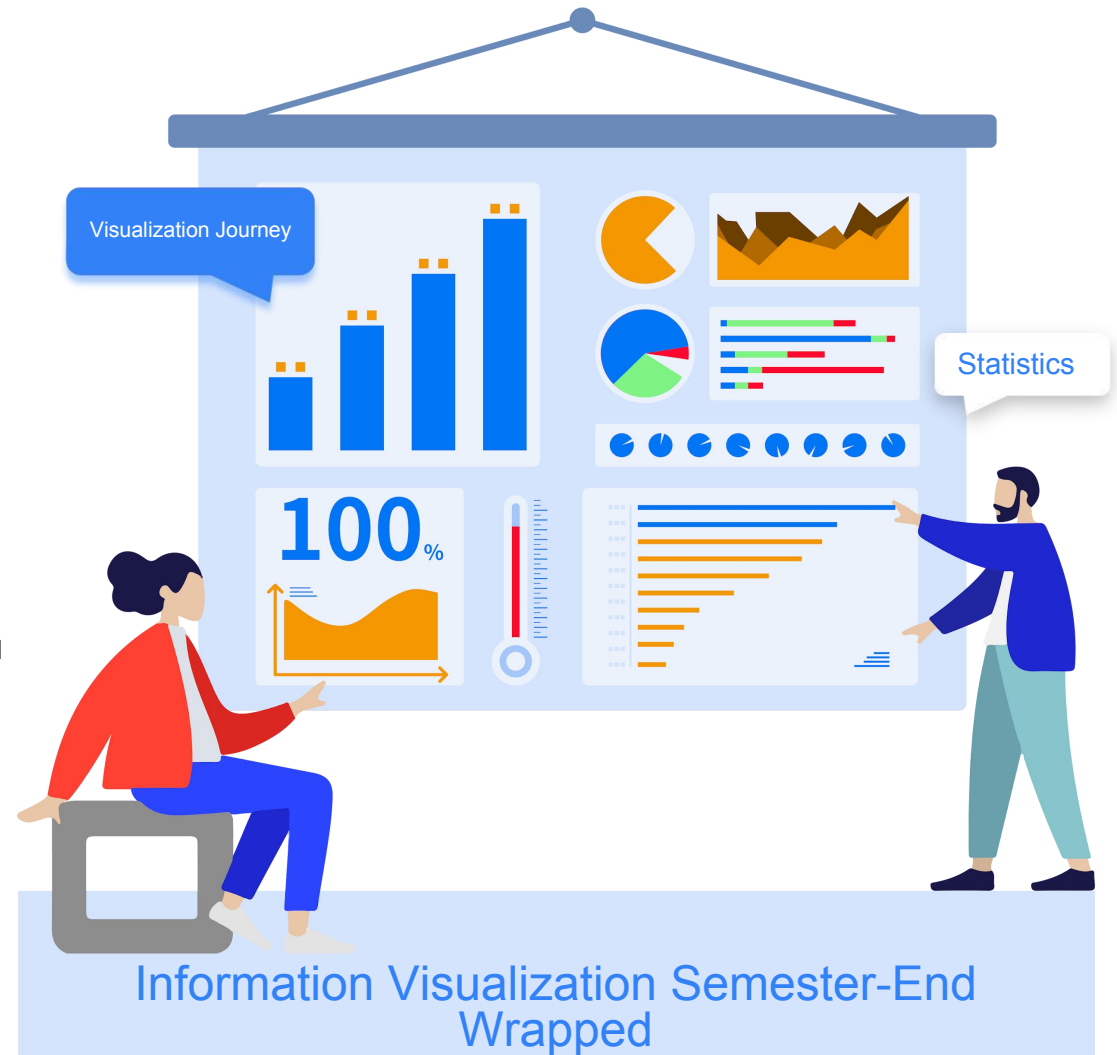 Visualization Journey
Statistics
100%
Information Visualization Semester-End
Wrapped